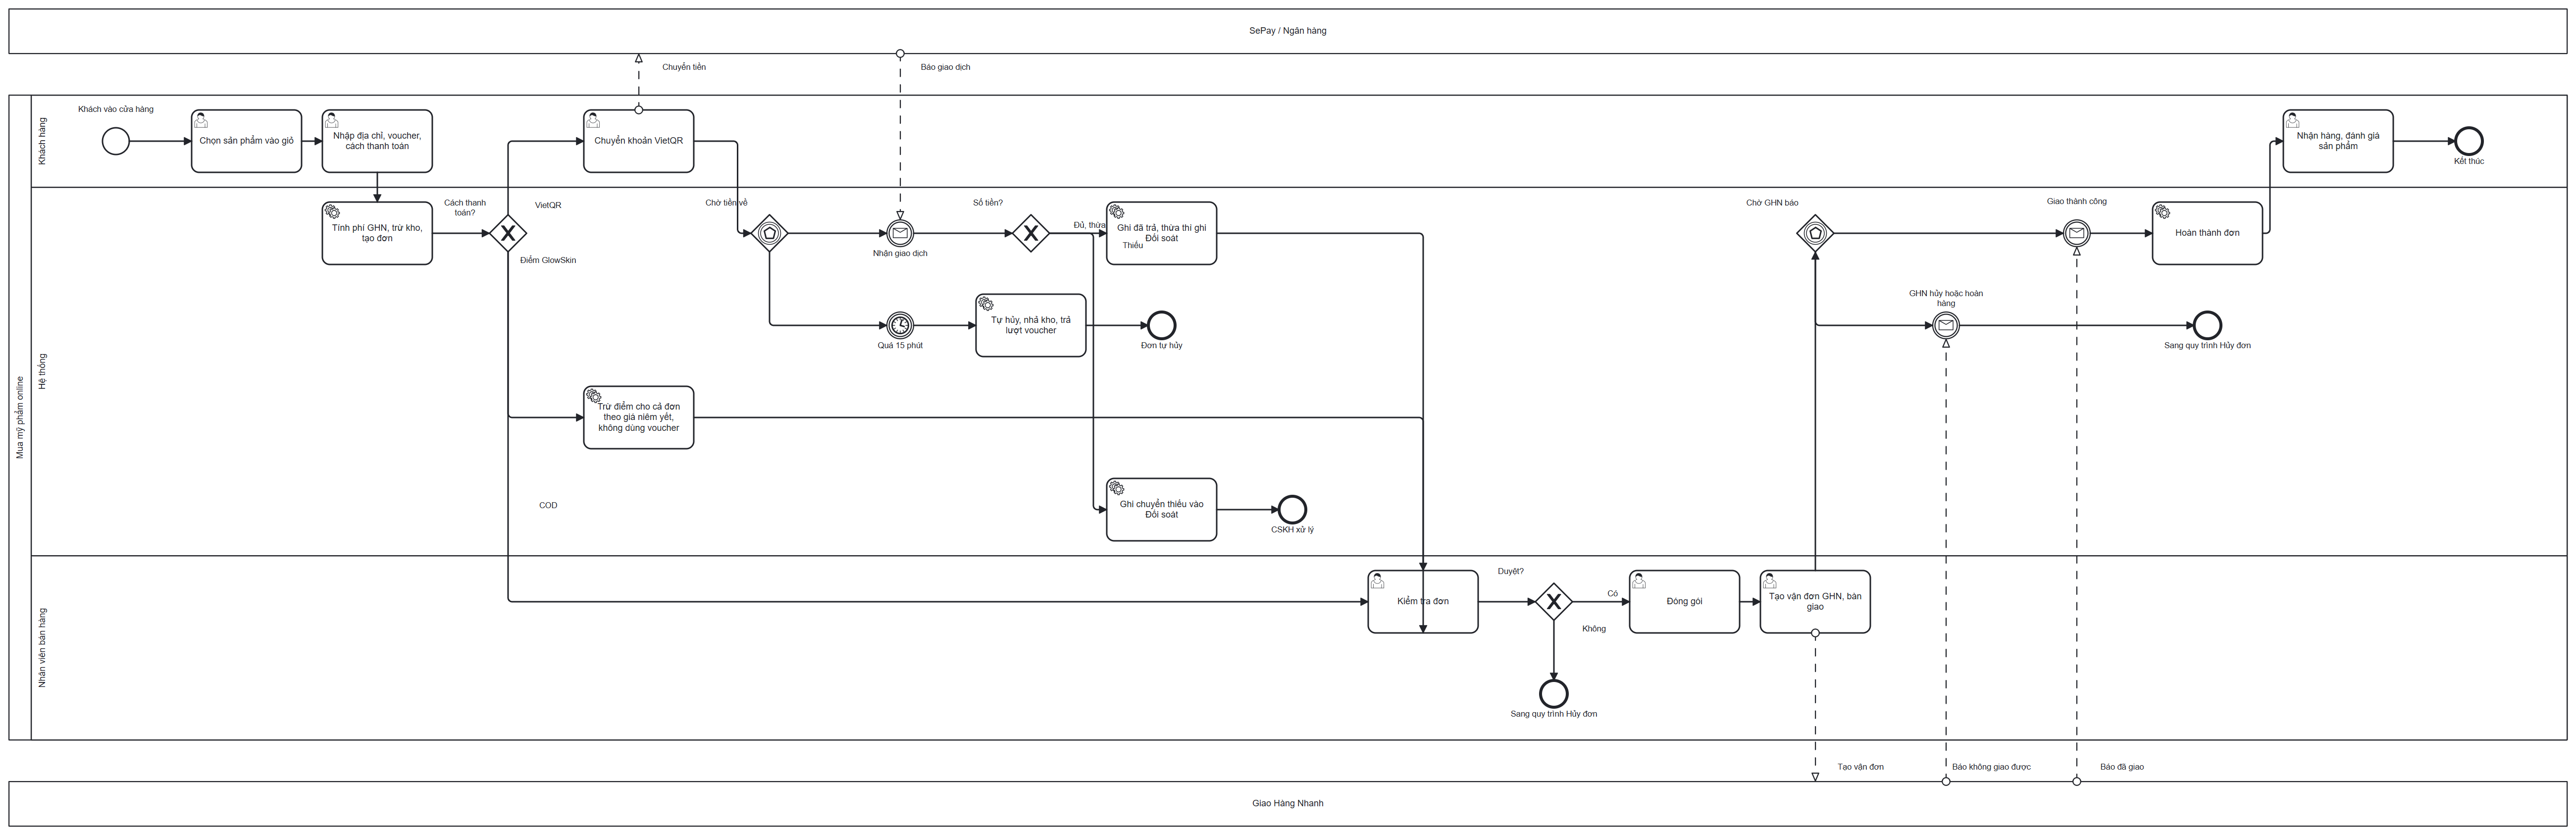 SePay / Ngân hàng
Chuyển tiền
Báo giao dịch
Mua mỹ phẩm online
Khách hàng
Khách vào cửa hàng
Chọn sản phẩm vào giỏ
Nhập địa chỉ, voucher,
cách thanh toán
Chuyển khoản VietQR
Nhận hàng, đánh giá
sản phẩm
Kết thúc
Hệ thống
Tính phí GHN, trừ kho,
tạo đơn
Cách thanh
toán?
VietQR
Điểm GlowSkin
COD
Chờ tiền về
Nhận giao dịch
Số tiền?
Đủ, thừa
Ghi đã trả, thừa thì ghi
Đối soát
Thiếu
Quá 15 phút
Tự hủy, nhả kho, trả
lượt voucher
Đơn tự hủy
Trừ điểm cho cả đơn
theo giá niêm yết,
không dùng voucher
Ghi chuyển thiếu vào
Đối soát
CSKH xử lý
Chờ GHN báo
Giao thành công
Hoàn thành đơn
GHN hủy hoặc hoàn
hàng
Sang quy trình Hủy đơn
Nhân viên bán hàng
Kiểm tra đơn
Duyệt?
Có
Không
Đóng gói
Tạo vận đơn GHN, bàn
giao
Sang quy trình Hủy đơn
Tạo vận đơn
Báo không giao được
Báo đã giao
Giao Hàng Nhanh